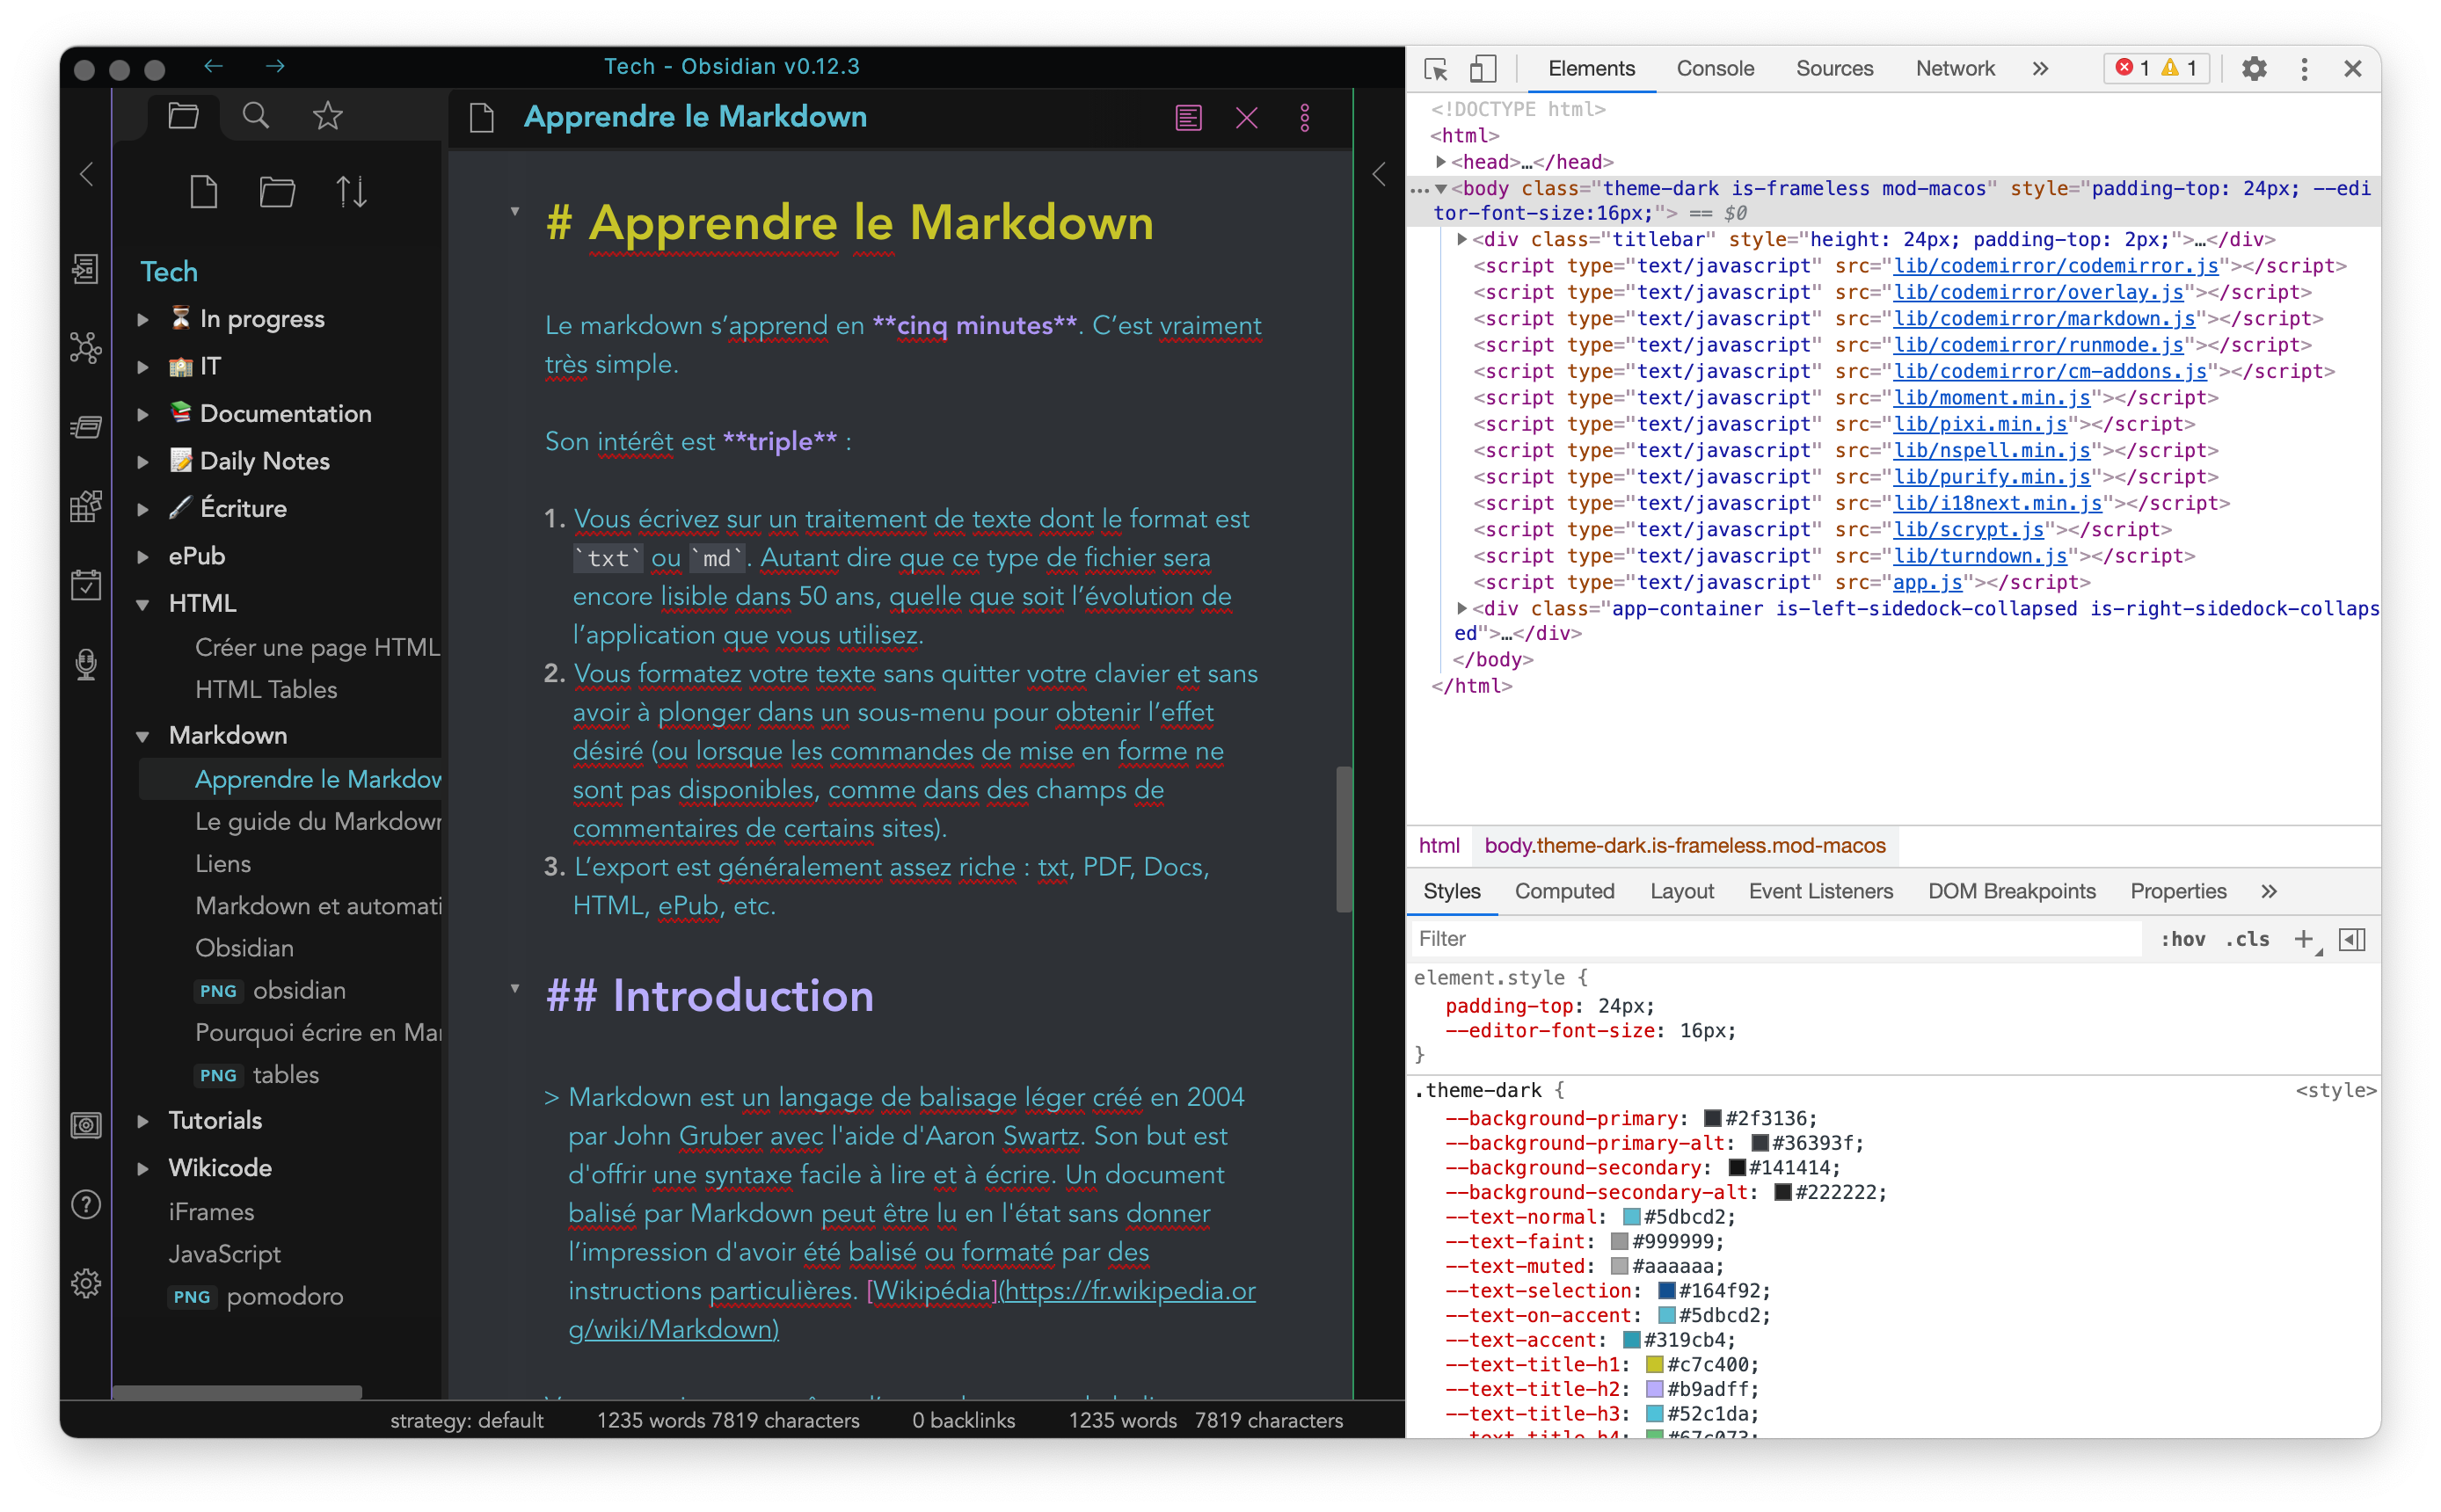 Tech - Obsidian v0.12.3
Tech
In progress
IT
Documentation
Daily Notes
Écriture
ePub
HTML
Créer une page HTML
HTML Tables
Markdown
Apprendre le Markdow
Le guide du Markdown
Liens
Markdown et automati
Obsidian
PNG obsidian
Pourquoi écrire en Mar
PNG tables
Tutorials
Wikicode
iFrames
JavaScript
PNG pomodoro
Apprendre le Markdown
# Apprendre le Markdown
Le markdown s’apprend en **cinq minutes**. C’est vraiment
très simple.
Son intérêt est **triple** :
1. Vous écrivez sur un traitement de texte dont le format est
`txt` ou `md`. Autant dire que ce type de fichier sera
encore lisible dans 50 ans, quelle que soit l’évolution de
l’application que vous utilisez.
2. Vous formatez votre texte sans quitter votre clavier et sans
avoir à plonger dans un sous-menu pour obtenir l’effet
désiré (ou lorsque les commandes de mise en forme ne
sont pas disponibles, comme dans des champs de
commentaires de certains sites).
3. L’export est généralement assez riche : txt, PDF, Docs,
HTML, ePub, etc.
## Introduction
> Markdown est un langage de balisage léger créé en 2004
par John Gruber avec l'aide d'Aaron Swartz. Son but est
d'offrir une syntaxe facile à lire et à écrire. Un document
balisé par Markdown peut être lu en l'état sans donner
l’impression d'avoir été balisé ou formaté par des
instructions particulières. [Wikipédia](https://fr.wikipedia.or
g/wiki/Markdown)
strategy: default 1235 words 7819 characters 0 backlinks 1235 words 7819 characters
Elements Console Sources Network » 1 1
<!DOCTYPE html>
<html>
<head>…</head>
<body class="theme-dark is-frameless mod-macos" style="padding-top: 24px; --edi
tor-font-size:16px;"> == $0
<div class="titlebar" style="height: 24px; padding-top: 2px;">…</div>
<script type="text/javascript" src="lib/codemirror/codemirror.js"></script>
<script type="text/javascript" src="lib/codemirror/overlay.js"></script>
<script type="text/javascript" src="lib/codemirror/markdown.js"></script>
<script type="text/javascript" src="lib/codemirror/runmode.js"></script>
<script type="text/javascript" src="lib/codemirror/cm-addons.js"></script>
<script type="text/javascript" src="lib/moment.min.js"></script>
<script type="text/javascript" src="lib/pixi.min.js"></script>
<script type="text/javascript" src="lib/nspell.min.js"></script>
<script type="text/javascript" src="lib/purify.min.js"></script>
<script type="text/javascript" src="lib/i18next.min.js"></script>
<script type="text/javascript" src="lib/scrypt.js"></script>
<script type="text/javascript" src="lib/turndown.js"></script>
<script type="text/javascript" src="app.js"></script>
<div class="app-container is-left-sidedock-collapsed is-right-sidedock-collaps
ed">…</div>
</body>
</html>
html body.theme-dark.is-frameless.mod-macos
Styles Computed Layout Event Listeners DOM Breakpoints Properties »
Filter :hov .cls +
element.style {
padding-top: 24px;
--editor-font-size: 16px;
}
.theme-dark { <style>
--background-primary: #2f3136;
--background-primary-alt: #36393f;
--background-secondary: #141414;
--background-secondary-alt: #222222;
--text-normal: #5dbcd2;
--text-faint: #999999;
--text-muted: #aaaaaa;
--text-selection: #164f92;
--text-on-accent: #5dbcd2;
--text-accent: #319cb4;
--text-title-h1: #c7c400;
--text-title-h2: #b9adff;
--text-title-h3: #52c1da;
--text-title-h4: #67c073;